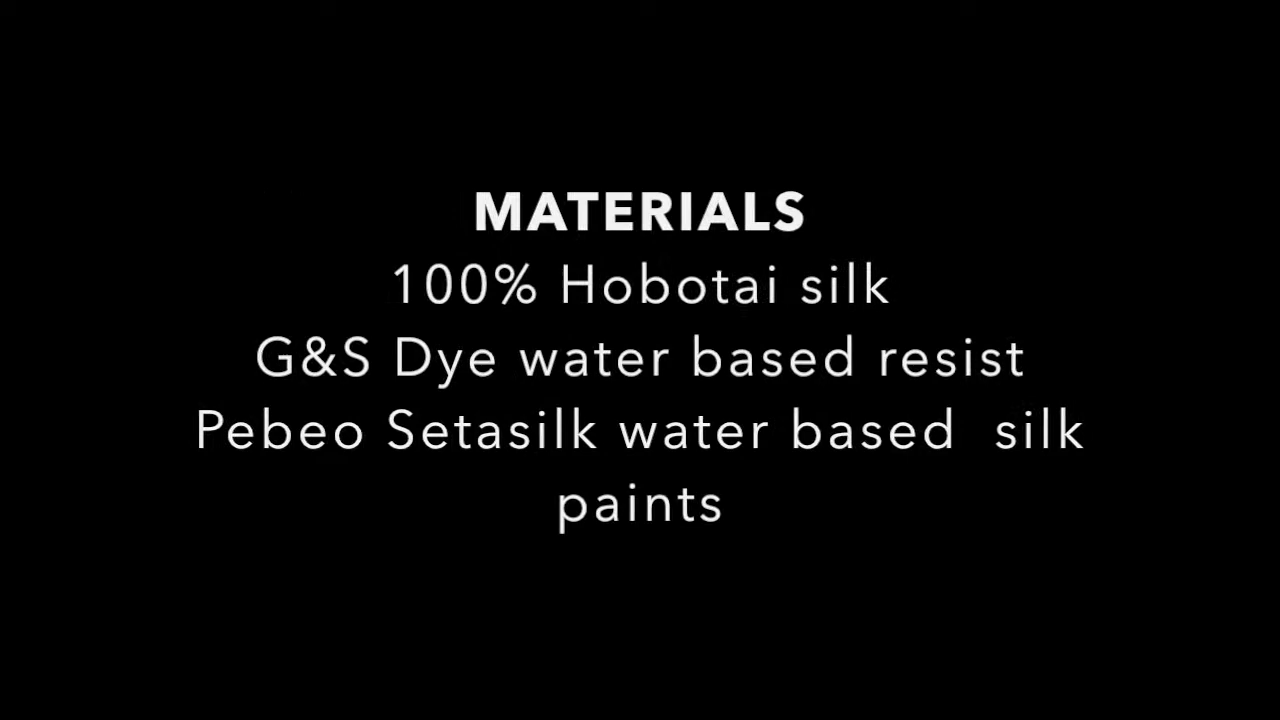 MATERIALS
100% Hobotai silk
G&S Dye water based resist
Pebeo Setasilk water based  silk
paints